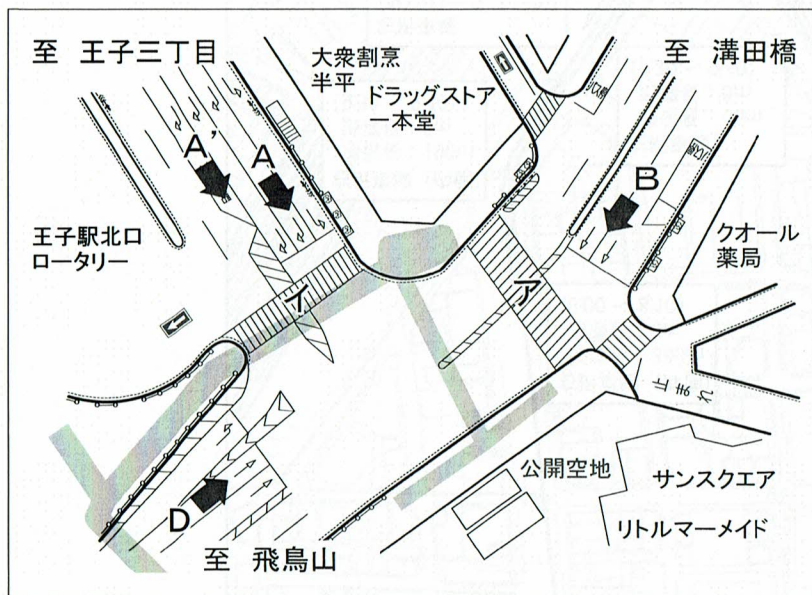 至 王子三丁目
大衆割烹
半平
ドラッグストア
一本堂
至 溝田橋
A'
A
B
王子駅北口
ロータリー
クオール
薬局
イ
ア
止まれ
公開空地
サンスクエア
リトルマーメイド
D
至 飛鳥山